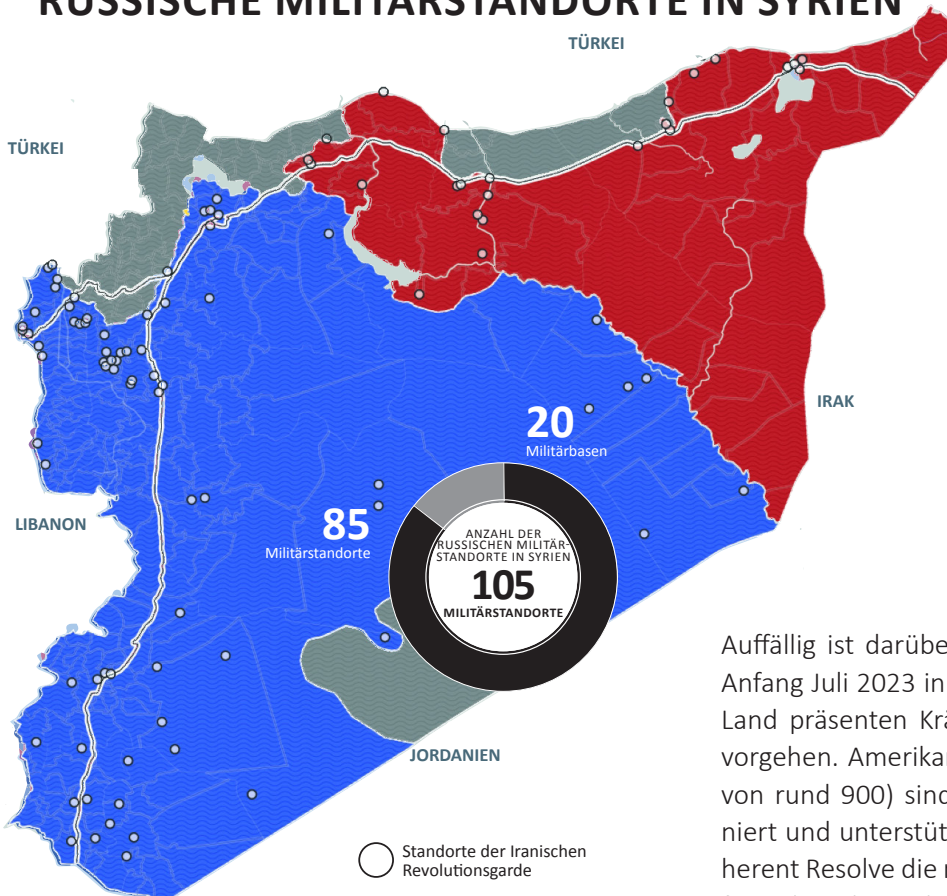 RUSSISCHE MILITÄRSTANDORTE IN SYRIEN
TÜRKEI
TÜRKEI
IRAK
20
Militärbasen
85
Militärstandorte
LIBANON
ANZAHL DER
RUSSISCHEN MILITÄR-
STANDORTE IN SYRIEN
105
MILITÄRSTANDORTE
JORDANIEN
Standorte der Iranischen
Revolutionsgarde
Auffällig ist darübe
Anfang Juli 2023 in
Land präsenten Krä
vorgehen. Amerikan
von rund 900) sind
niert und unterstüt
herent Resolve die